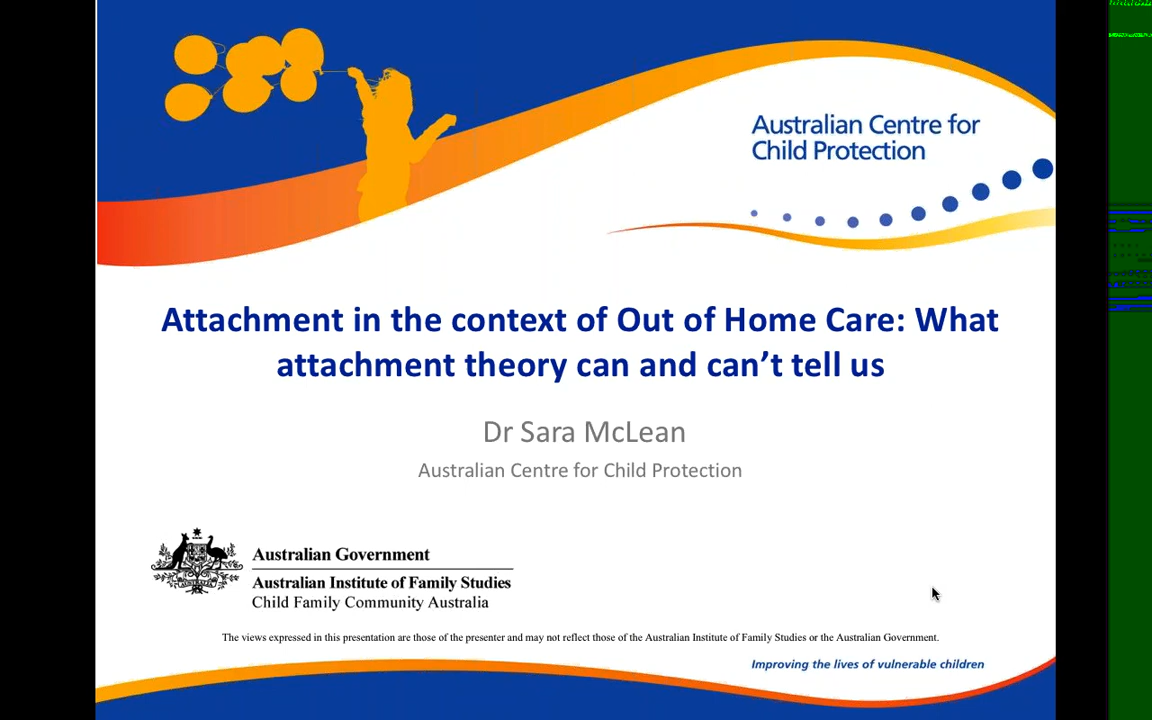 Australian Centre for
Child Protection
Attachment in the context of Out of Home Care: What
attachment theory can and can’t tell us
Dr Sara McLean
Australian Centre for Child Protection
Australian Government
Australian Institute of Family Studies
Child Family Community Australia
The views expressed in this presentation are those of the presenter and may not reflect those of the Australian Institute of Family Studies or the Australian Government.
Improving the lives of vulnerable children